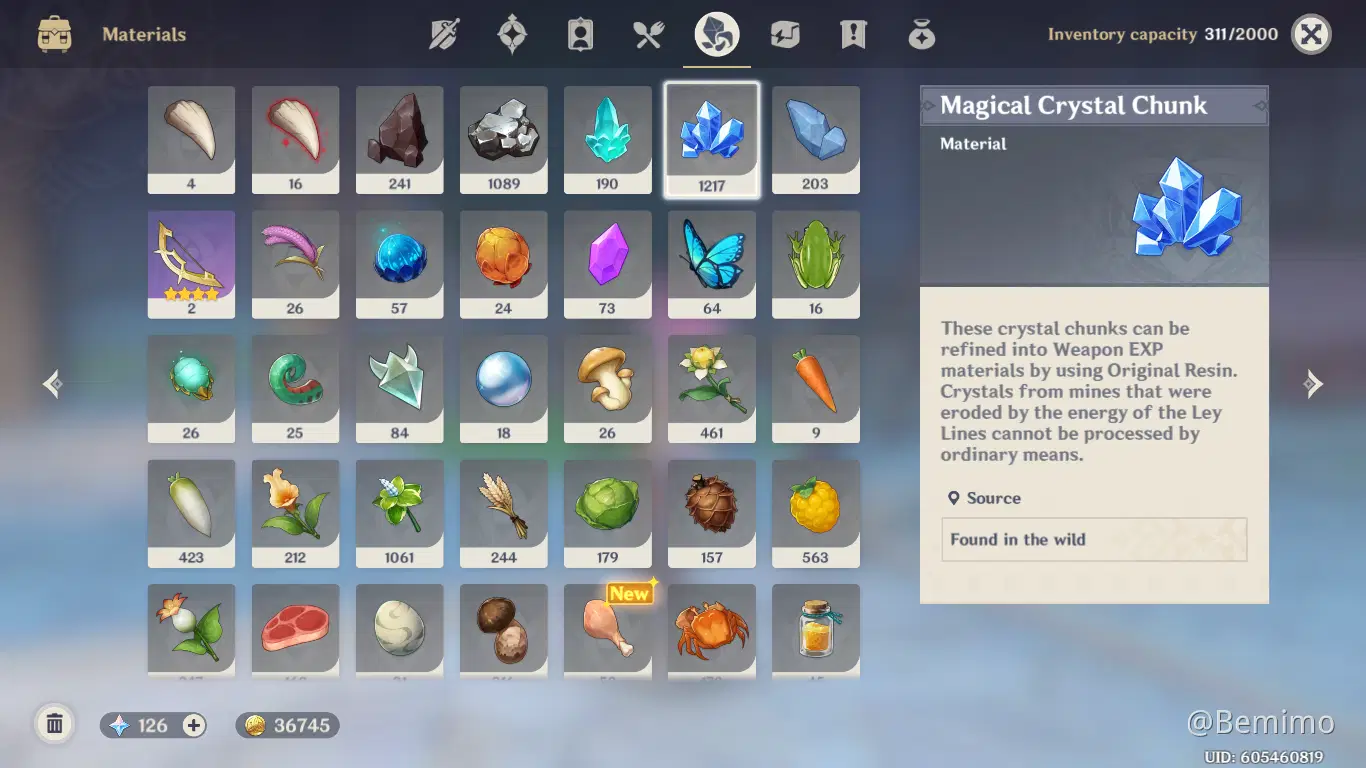 Materials
Inventory capacity 311/2000
4 16 241 1089 190 1217 203
2 26 57 24 73 64 16
26 25 84 18 26 461 9
423 212 1061 244 179 157 563
New
Magical Crystal Chunk
Material
These crystal chunks can be
refined into Weapon EXP
materials by using Original Resin.
Crystals from mines that were
eroded by the energy of the Ley
Lines cannot be processed by
ordinary means.
Source
Found in the wild
126
36745
@Bemimo
UID: 605460819